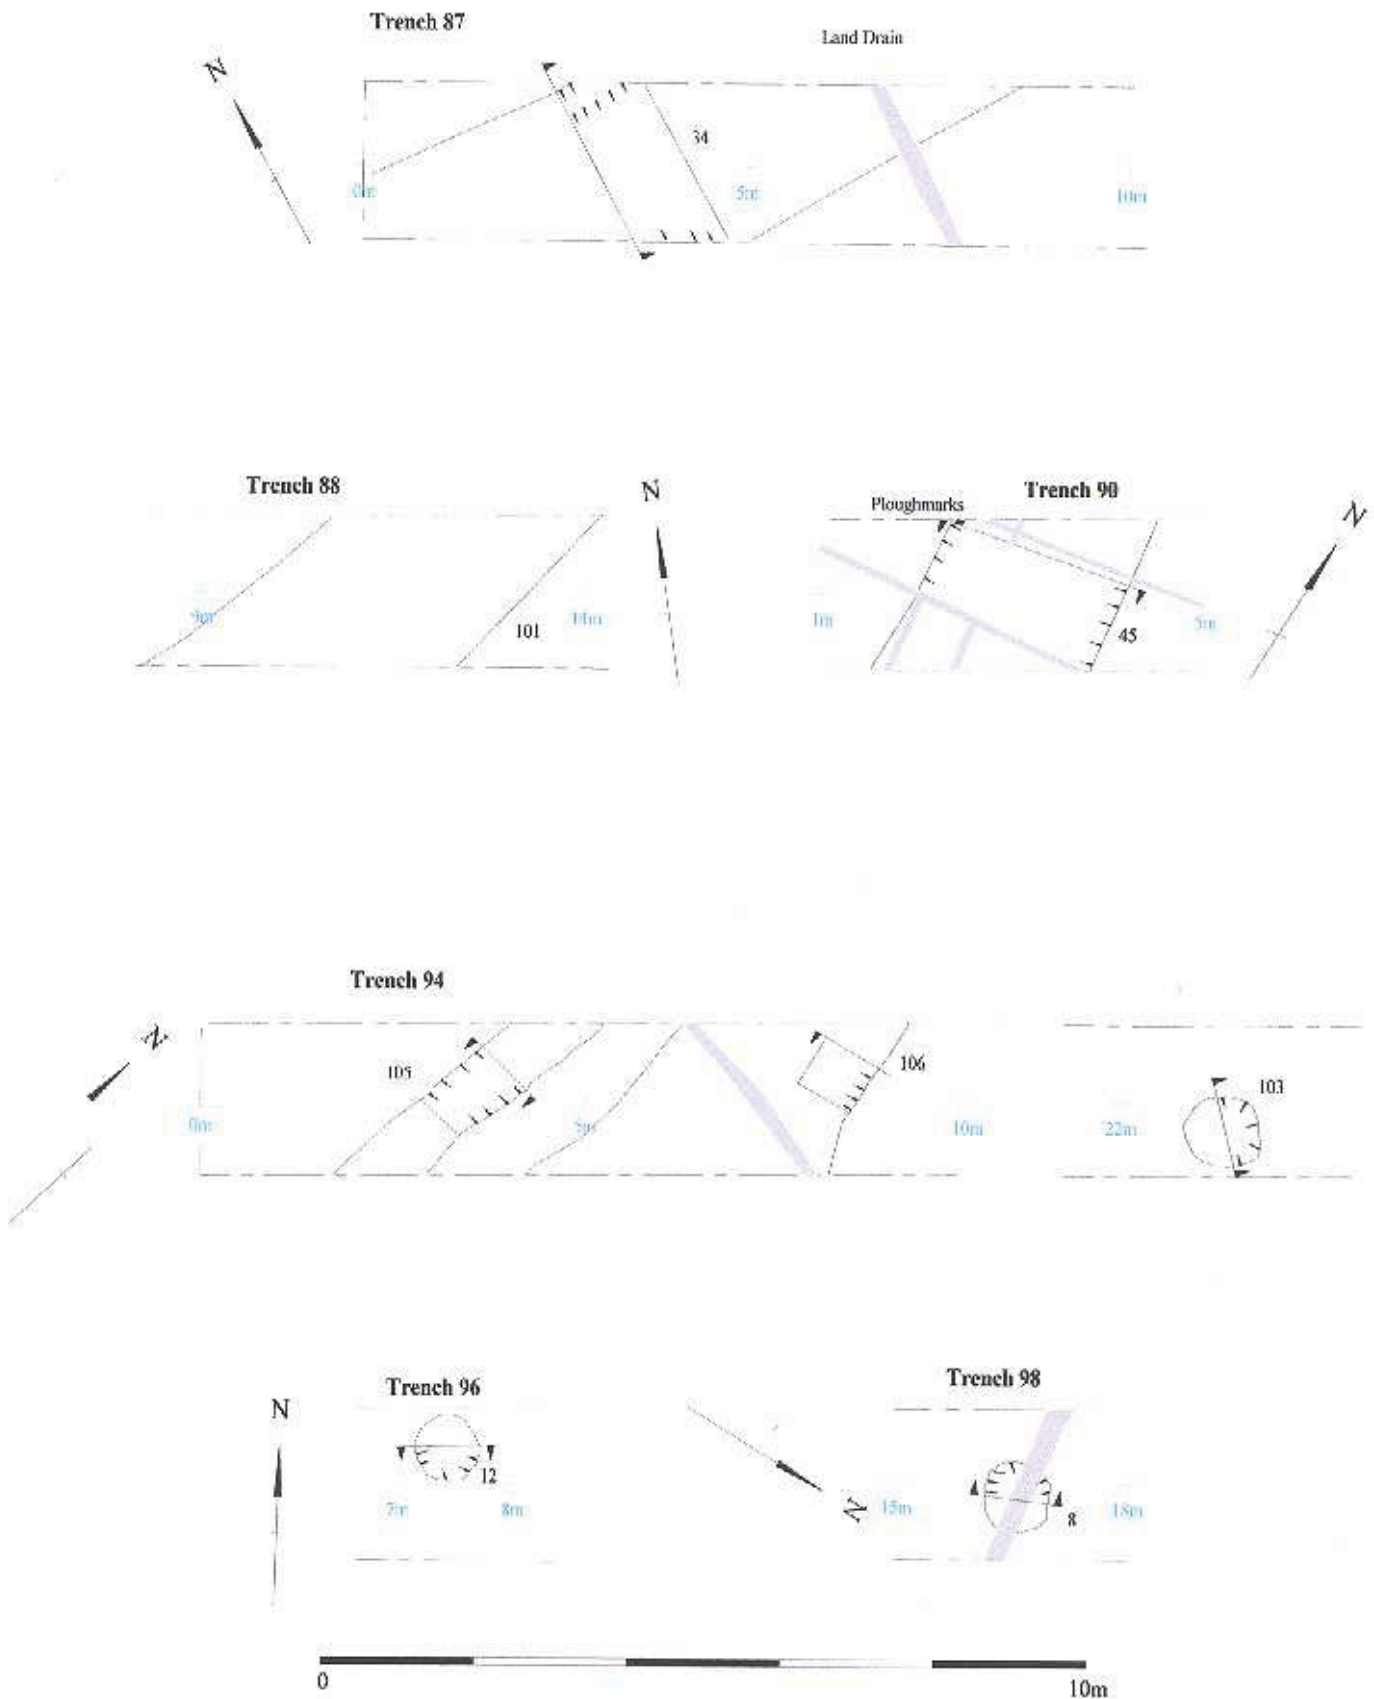 Trench 87
Land Drain
N
34
0m
5m
10m
Trench 88
N
Trench 90
Ploughmarks
N
9m
101
14m
1m
45
5m
Trench 94
N
105
106
103
0m
5m
10m
22m
Trench 96
Trench 98
N
12
7m
8m
N
15m
8
18m
0
10m